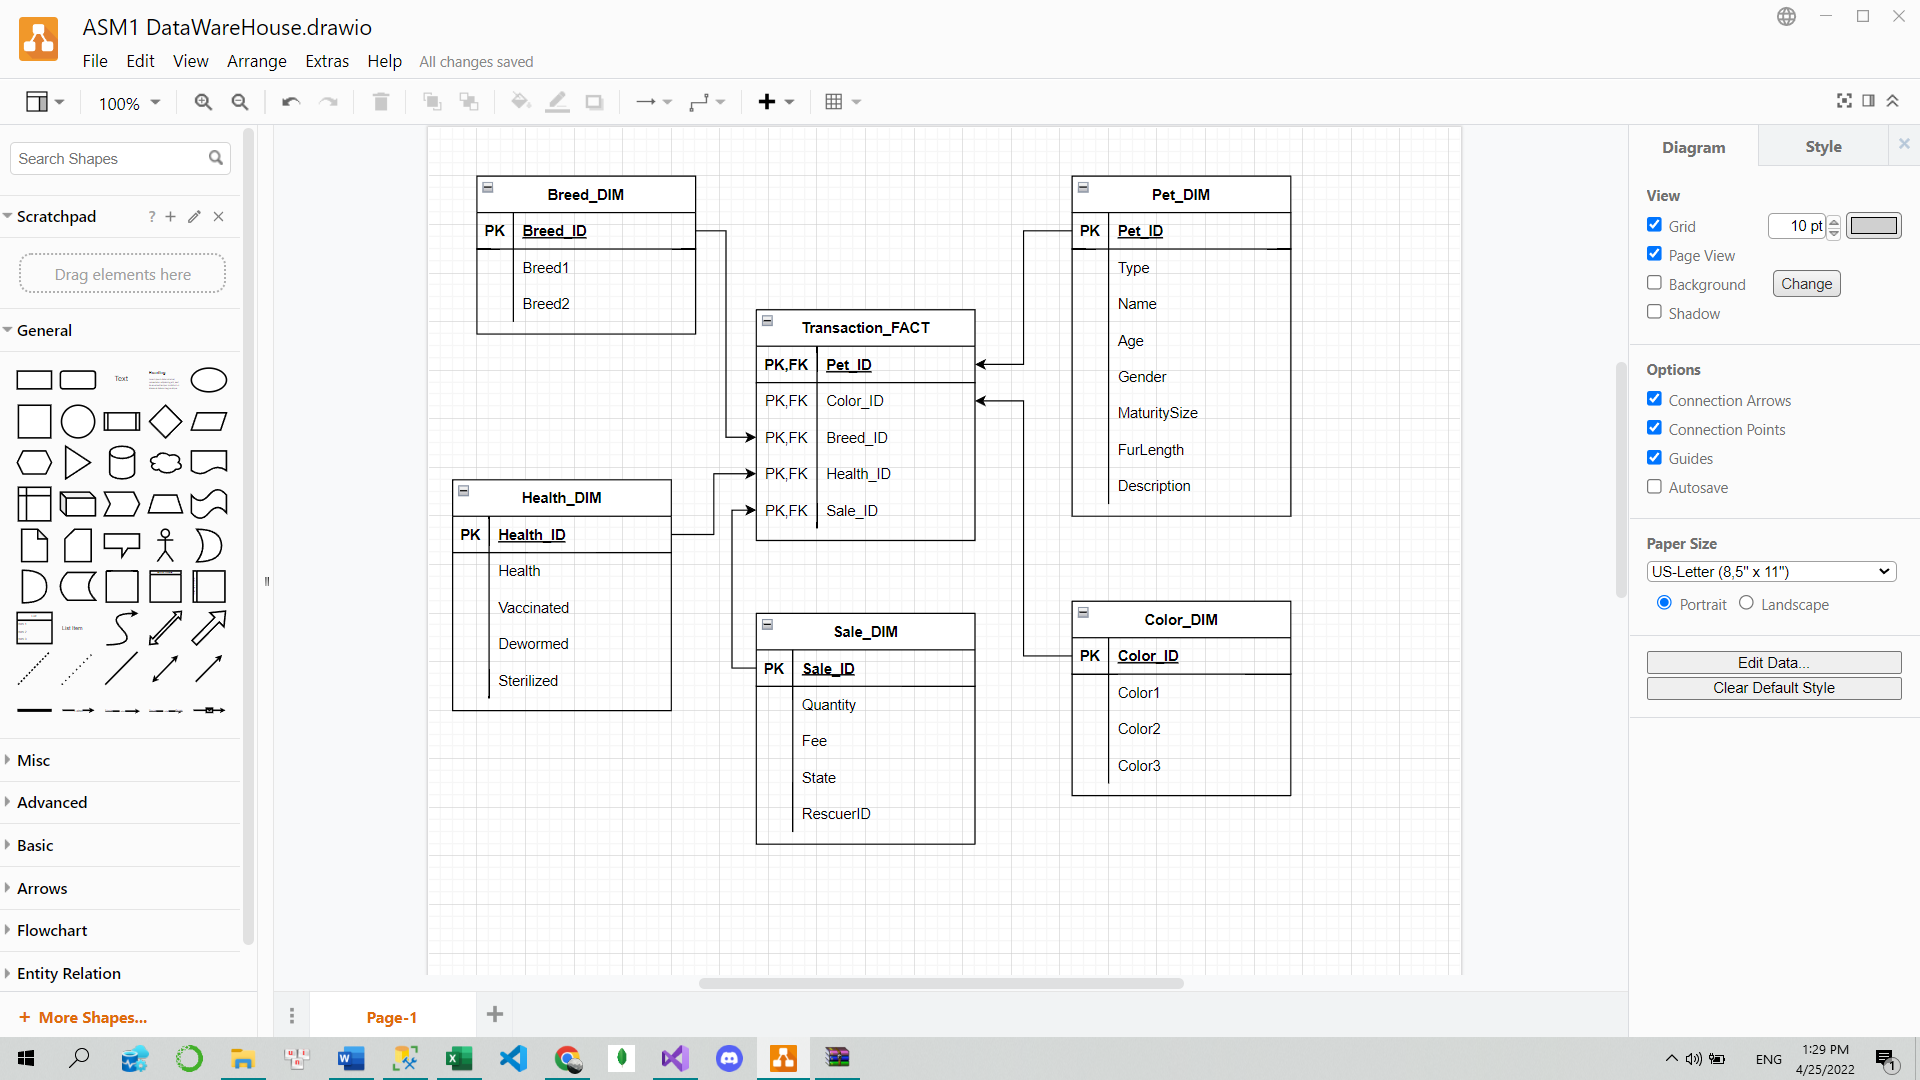 ASM1 DataWareHouse.drawio
File Edit View Arrange Extras Help All changes saved
100%
Search Shapes
Scratchpad
?
Drag elements here
General
Text
Heading
List Item
Misc
Advanced
Basic
Arrows
Flowchart
Entity Relation
+ More Shapes...
Breed_DIM
PK Breed_ID
Breed1
Breed2
Health_DIM
PK Health_ID
Health
Vaccinated
Dewormed
Sterilized
Transaction_FACT
PK,FK Pet_ID
PK,FK Color_ID
PK,FK Breed_ID
PK,FK Health_ID
PK,FK Sale_ID
Sale_DIM
PK Sale_ID
Quantity
Fee
State
RescuerID
Pet_DIM
PK Pet_ID
Type
Name
Age
Gender
MaturitySize
FurLength
Description
Color_DIM
PK Color_ID
Color1
Color2
Color3
Page-1
Diagram Style
View
Grid 10 pt
Page View
Background Change
Shadow
Options
Connection Arrows
Connection Points
Guides
Autosave
Paper Size
US-Letter (8,5" x 11")
Portrait Landscape
Edit Data...
Clear Default Style
ENG
1:29 PM
4/25/2022
1